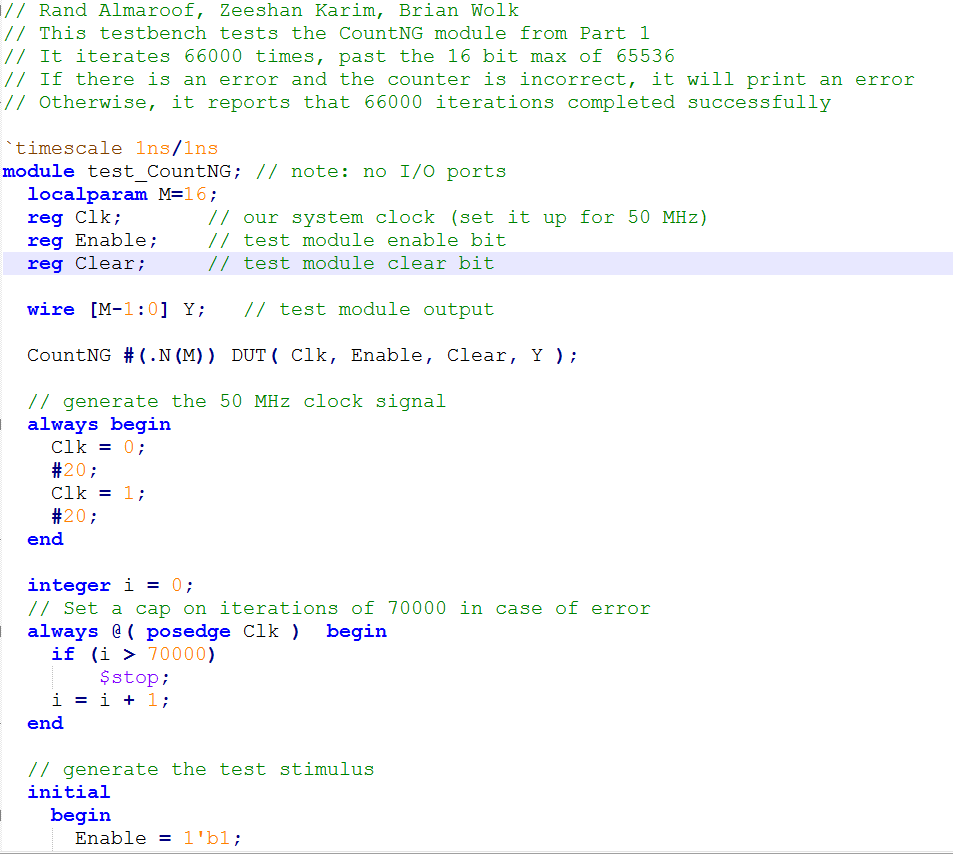 // Rand Almaroof, Zeeshan Karim, Brian Wolk
// This testbench tests the CountNG module from Part 1
// It iterates 66000 times, past the 16 bit max of 65536
// If there is an error and the counter is incorrect, it will print an error
// Otherwise, it reports that 66000 iterations completed successfully
`timescale 1ns/1ns
module test_CountNG; // note: no I/O ports
localparam M=16;
reg Clk; // our system clock (set it up for 50 MHz)
reg Enable; // test module enable bit
reg Clear; // test module clear bit
wire [M-1:0] Y; // test module output
CountNG #(.N(M)) DUT( Clk, Enable, Clear, Y );
// generate the 50 MHz clock signal
always begin
Clk = 0;
#20;
Clk = 1;
#20;
end
integer i = 0;
// Set a cap on iterations of 70000 in case of error
always @( posedge Clk ) begin
if (i > 70000)
$stop;
i = i + 1;
end
// generate the test stimulus
initial
begin
Enable = 1'b1;